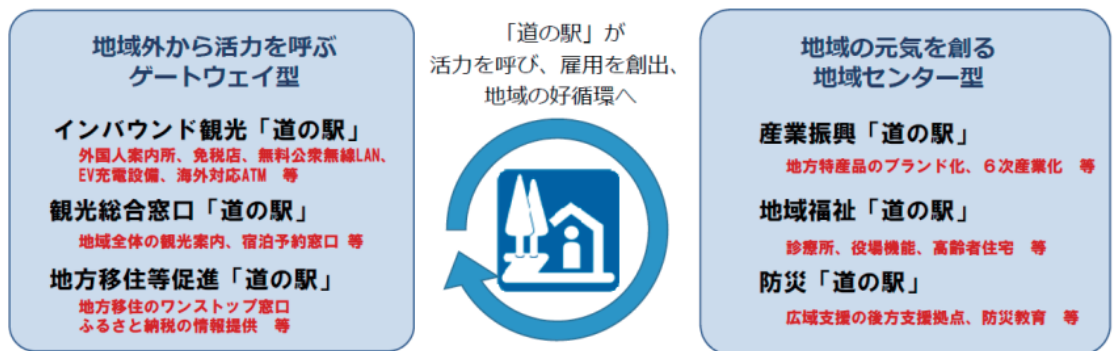 地域外から活力を呼ぶ
ゲートウェイ型
インバウンド観光「道の駅」
外国人案内所、免税店、無料公衆無線LAN、
EV充電設備、海外対応ATM 等
観光総合窓口「道の駅」
地域全体の観光案内、宿泊予約窓口 等
地方移住等促進「道の駅」
地方移住のワンストップ窓口
ふるさと納税の情報提供 等
「道の駅」が
活力を呼び、雇用を創出、
地域の好循環へ
地域の元気を創る
地域センター型
産業振興「道の駅」
地方特産品のブランド化、6次産業化 等
地域福祉「道の駅」
診療所、役場機能、高齢者住宅 等
防災「道の駅」
広域支援の後方支援拠点、防災教育 等